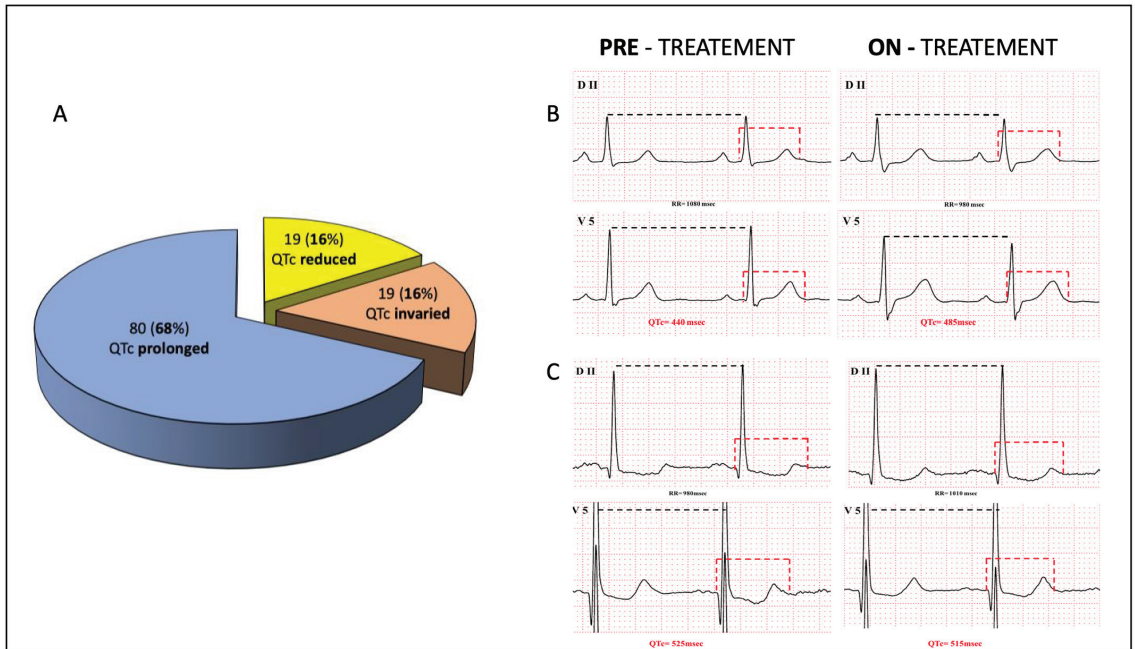 PRE - TREATEMENT
ON - TREATEMENT
A
19 (16%)
QTc reduced
19 (16%)
QTc invaried
80 (68%)
QTc prolonged
B
D II
RR= 1080 msec
D II
RR= 980 msec
V 5
QTc= 440 msec
V 5
QTc= 485msec
C
D II
RR= 980msec
D II
RR= 1010 msec
V 5
QTc= 525msec
V 5
QTc= 515msec